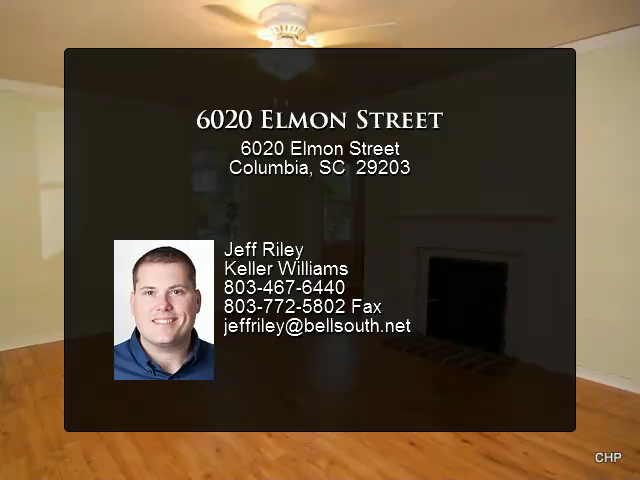 6020 Elmon Street
6020 Elmon Street
Columbia, SC 29203
Jeff Riley
Keller Williams
803-467-6440
803-772-5802 Fax
jeffriley@bellsouth.net
CHP